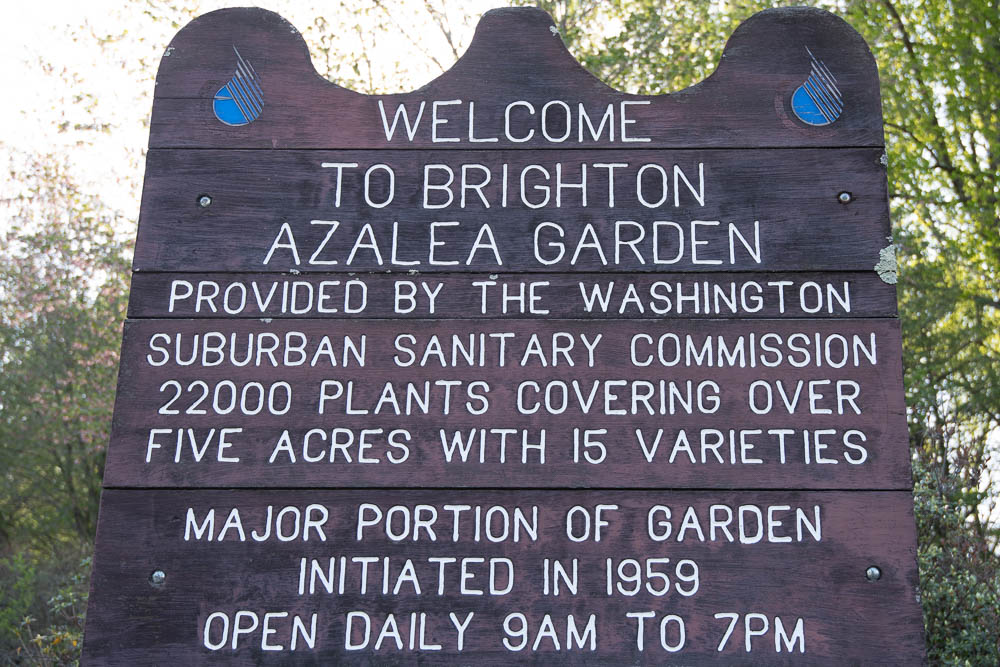 WELCOME
TO BRIGHTON
AZALEA GARDEN
PROVIDED BY THE WASHINGTON
SUBURBAN SANITARY COMMISSION
22000 PLANTS COVERING OVER
FIVE ACRES WITH 15 VARIETIES
MAJOR PORTION OF GARDEN
INITIATED IN 1959
OPEN DAILY 9AM TO 7PM